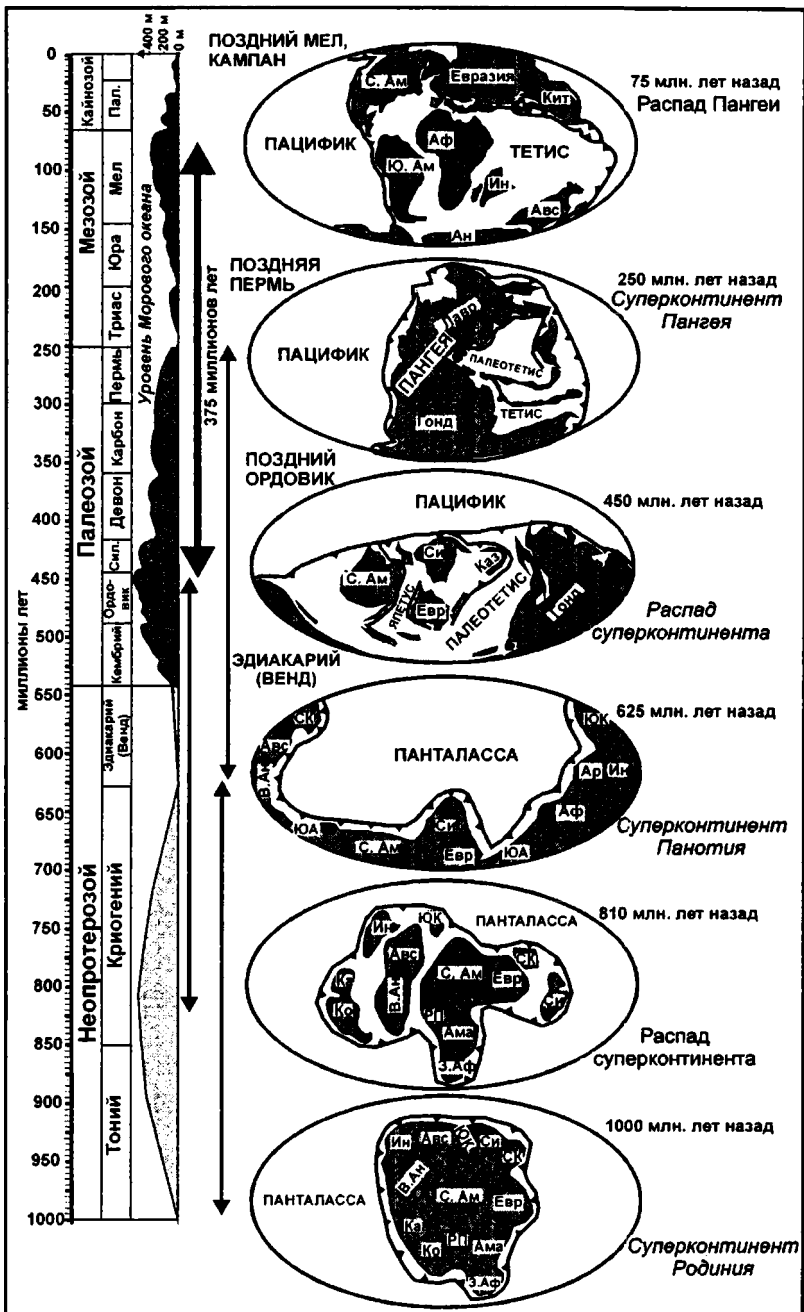 400 м
200 м
0 м
миллионы лет
0
50
100
150
200
250
300
350
400
450
500
550
600
650
700
750
800
850
900
950
1000
Кайнозой
Мезозой
Палеозой
Неопротерозой
Пал.
Мел
Юра
Триас
Пермь
Карбон
Девон
Сил.
Ордо-
вик
Кембрий
Эдиакарий
(Венд)
Криогений
Тоний
Уровень Морового океана
375 миллионов лет
ПОЗДНИЙ МЕЛ,
КАМПАН
75 млн. лет назад
Распад Пангеи
С. Ам
Евразия
Кит
ПАЦИФИК
Аф
ТЕТИС
Ю. Ам
Ин
Авс
Ан
ПОЗДНЯЯ
ПЕРМЬ
250 млн. лет назад
Суперконтинент
Пангея
ПАЦИФИК
Лавр
ПАНГЕЯ
ПАЛЕОТЕТИС
ТЕТИС
Гонд
ПОЗДНИЙ
ОРДОВИК
450 млн. лет назад
Распад
суперконтинента
ПАЦИФИК
Си
Каз
С. Ам
ЯПЕТУС
Евр
ПАЛЕОТЕТИС
Гонд
ЭДИАКАРИЙ
(ВЕНД)
625 млн. лет назад
Суперконтинент
Панотия
СК
ЮК
Авс
ПАНТАЛАССА
В.Ан
Ар
Ин
Аф
ЮА
Си
С. Ам
Евр
ЮА
810 млн. лет назад
Распад
суперконтинента
Ин
ЮК
ПАНТАЛАССА
Авс
С. Ам
СК
Евр
Ка
В.Ан
Си
Ко
РП
Ама
З.Аф
1000 млн. лет назад
Суперконтинент
Родиния
Ин
Авс
ЮК
Си
СК
В.Ан
ПАНТАЛАССА
С. Ам
Евр
Ка
РП
Ко
Ама
З.Аф